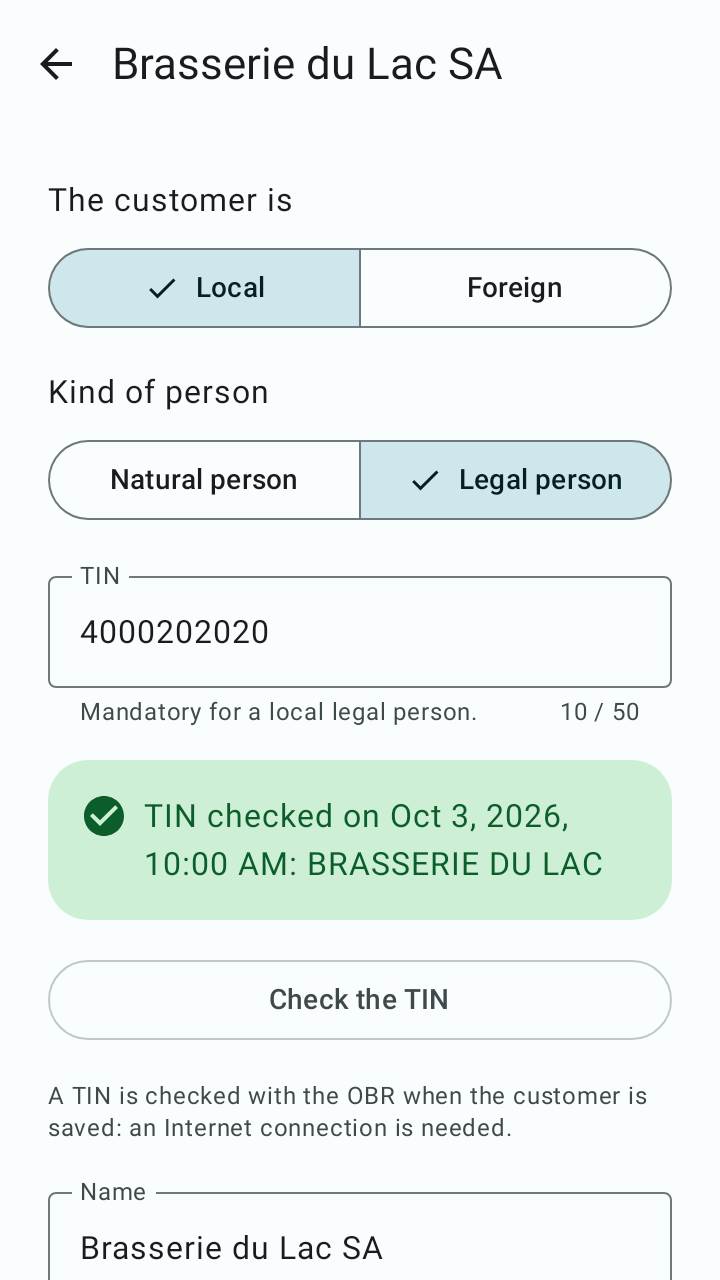 Brasserie du Lac SA
The customer is
Local
Foreign
Kind of person
Natural person
Legal person
TIN
4000202020
Mandatory for a local legal person.
10 / 50
TIN checked on Oct 3, 2026,
10:00 AM: BRASSERIE DU LAC
Check the TIN
A TIN is checked with the OBR when the customer is
saved: an Internet connection is needed.
Name
Brasserie du Lac SA